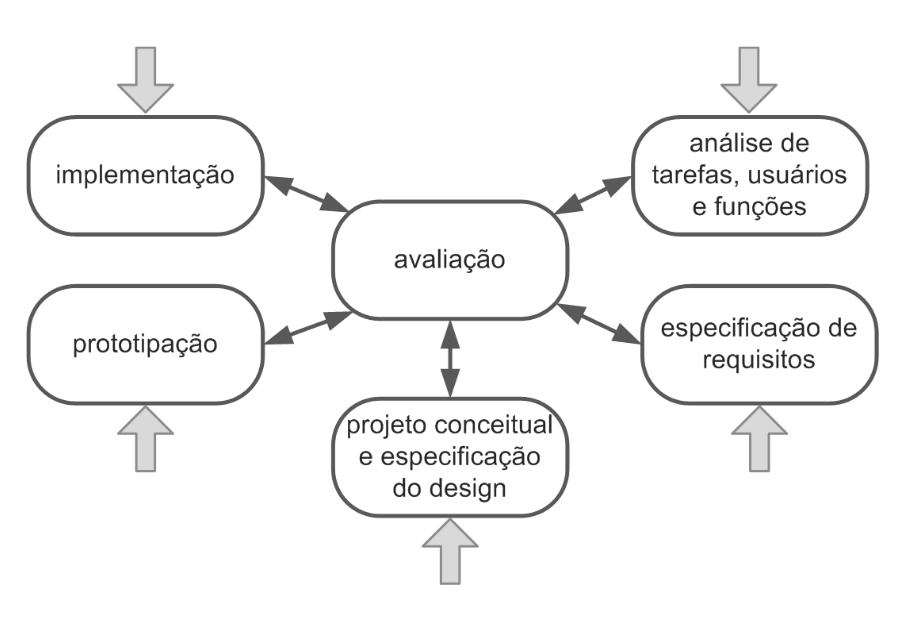 implementação
análise de
tarefas, usuários
e funções
avaliação
prototipação
especificação de
requisitos
projeto conceitual
e especificação
do design